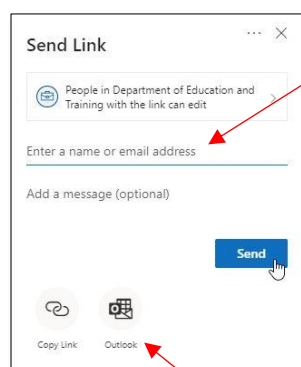 Send Link
People in Department of Education and
Training with the link can edit
Enter a name or email address
Add a message (optional)
Send
Copy Link Outlook